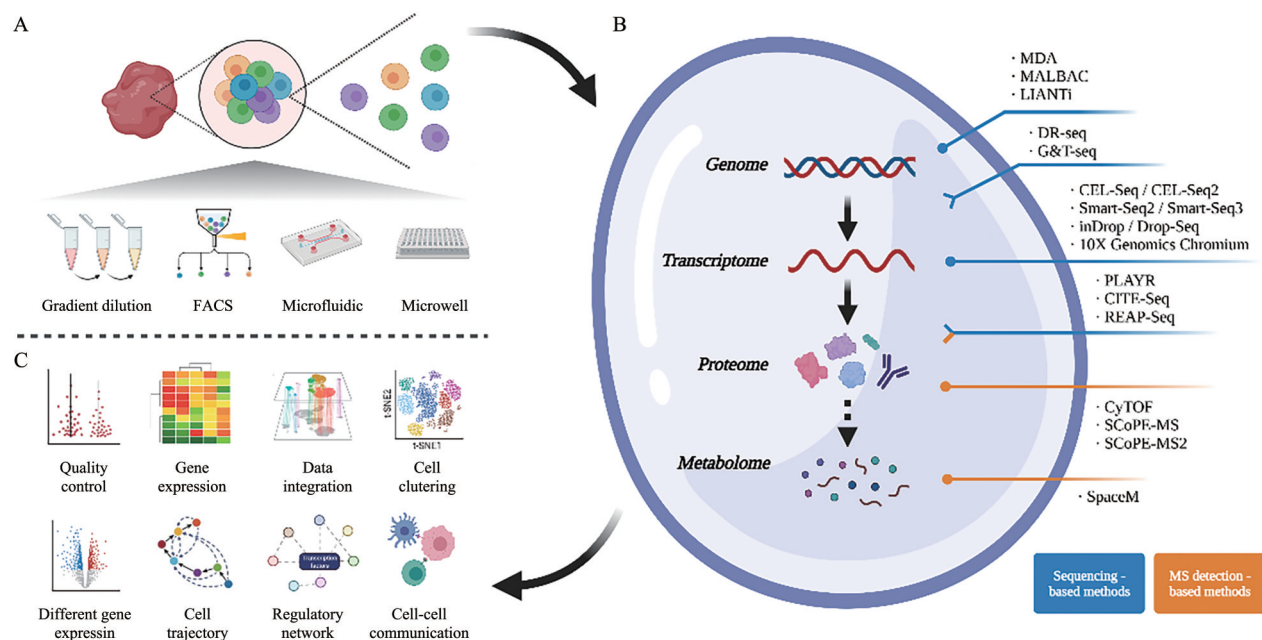 A
Gradient dilution
FACS
Microfluidic
Microwell
B
· MDA
· MALBAC
· LIANTi
· DR-seq
· G&T-seq
· CEL-Seq / CEL-Seq2
· Smart-Seq2 / Smart-Seq3
· inDrop / Drop-Seq
· 10X Genomics Chromium
· PLAYR
· CITE-Seq
· REAP-Seq
· CyTOF
· SCoPE-MS
· SCoPE-MS2
· SpaceM
Genome
Transcriptome
Proteome
Metabolome
Sequencing -
based methods
MS detection -
based methods
C
Quality
control
Gene
expression
Data
integration
t-SNE2
t-SNE1
Cell
clutering
Different gene
expressin
Cell
trajectory
Transcription
factors
Regulatory
network
Cell-cell
communication